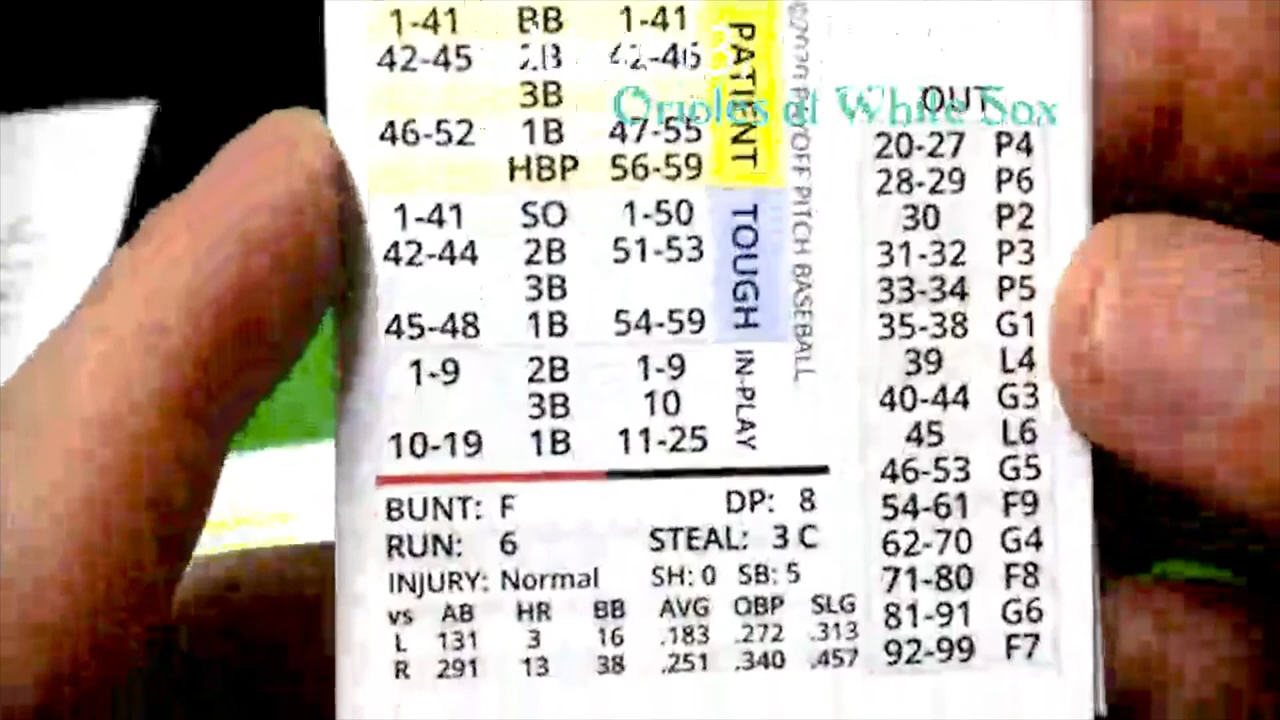 1-41 BB 1-41
42-45 2B 42-46
3B
46-52 1B 47-55
HBP 56-59
PATIENT
1-41 SO 1-50
42-44 2B 51-53
3B
45-48 1B 54-59
TOUGH
1-9 2B 1-9
3B 10
10-19 1B 11-25
IN-PLAY
©2020 PLAYOFF PITCH BASEBALL
Orioles at White Sox
OUT
20-27 P4
28-29 P6
30 P2
31-32 P3
33-34 P5
35-38 G1
39 L4
40-44 G3
45 L6
46-53 G5
54-61 F9
62-70 G4
71-80 F8
81-91 G6
92-99 F7
BUNT: F DP: 8
RUN: 6 STEAL: 3 C
INJURY: Normal SH: 0 SB: 5
vs AB HR BB AVG OBP SLG
L 131 3 16 .183 .272 .313
R 291 13 38 .251 .340 .457